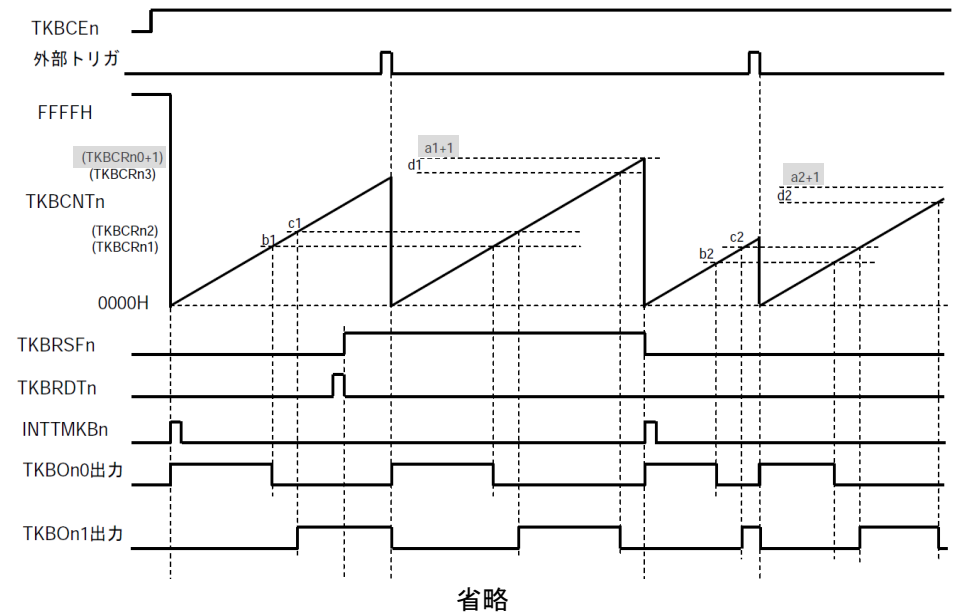 TKBCEn
外部トリガ
FFFFH
(TKBCRn0+1)
a1+1
d1
(TKBCRn3)
a2+1
d2
TKBCNTn
c1
(TKBCRn2)
b1
(TKBCRn1)
c2
b2
0000H
TKBRSFn
TKBRDTn
INTTMKBn
TKBOn0出力
TKBOn1出力
省略